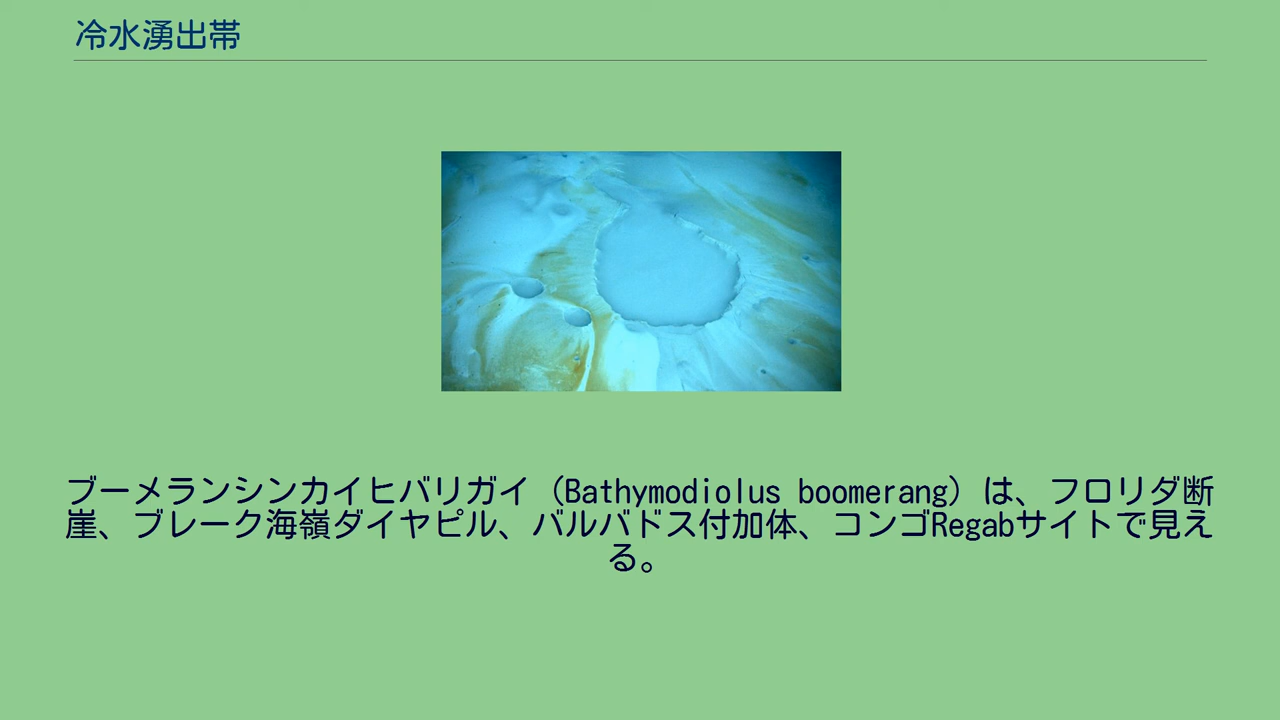 冷水湧出帯
ブーメランシンカイヒバリガイ（Bathymodiolus boomerang）は、フロリダ断
崖、ブレーク海嶺ダイヤピル、バルバドス付加体、コンゴRegabサイトで見え
る。